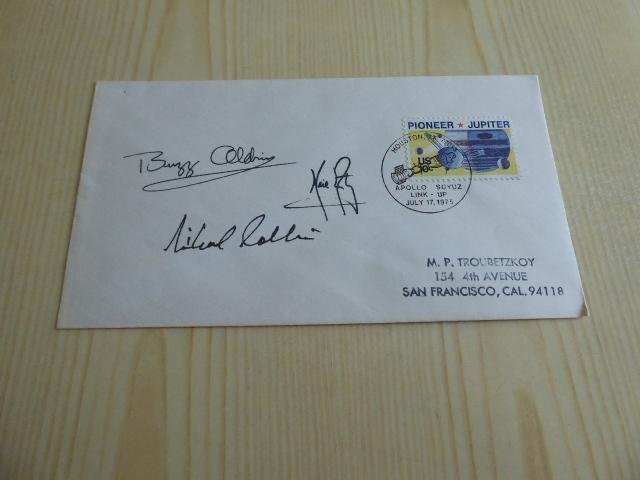 PIONEER ★ JUPITER
HOUSTON, TX
US
10c
APOLLO SOYUZ
LINK - UP
JULY 17, 1975
Buzz Aldrin
Michael Collins
M. P. TROUBETZKOY
154 4th AVENUE
SAN FRANCISCO, CAL. 94118